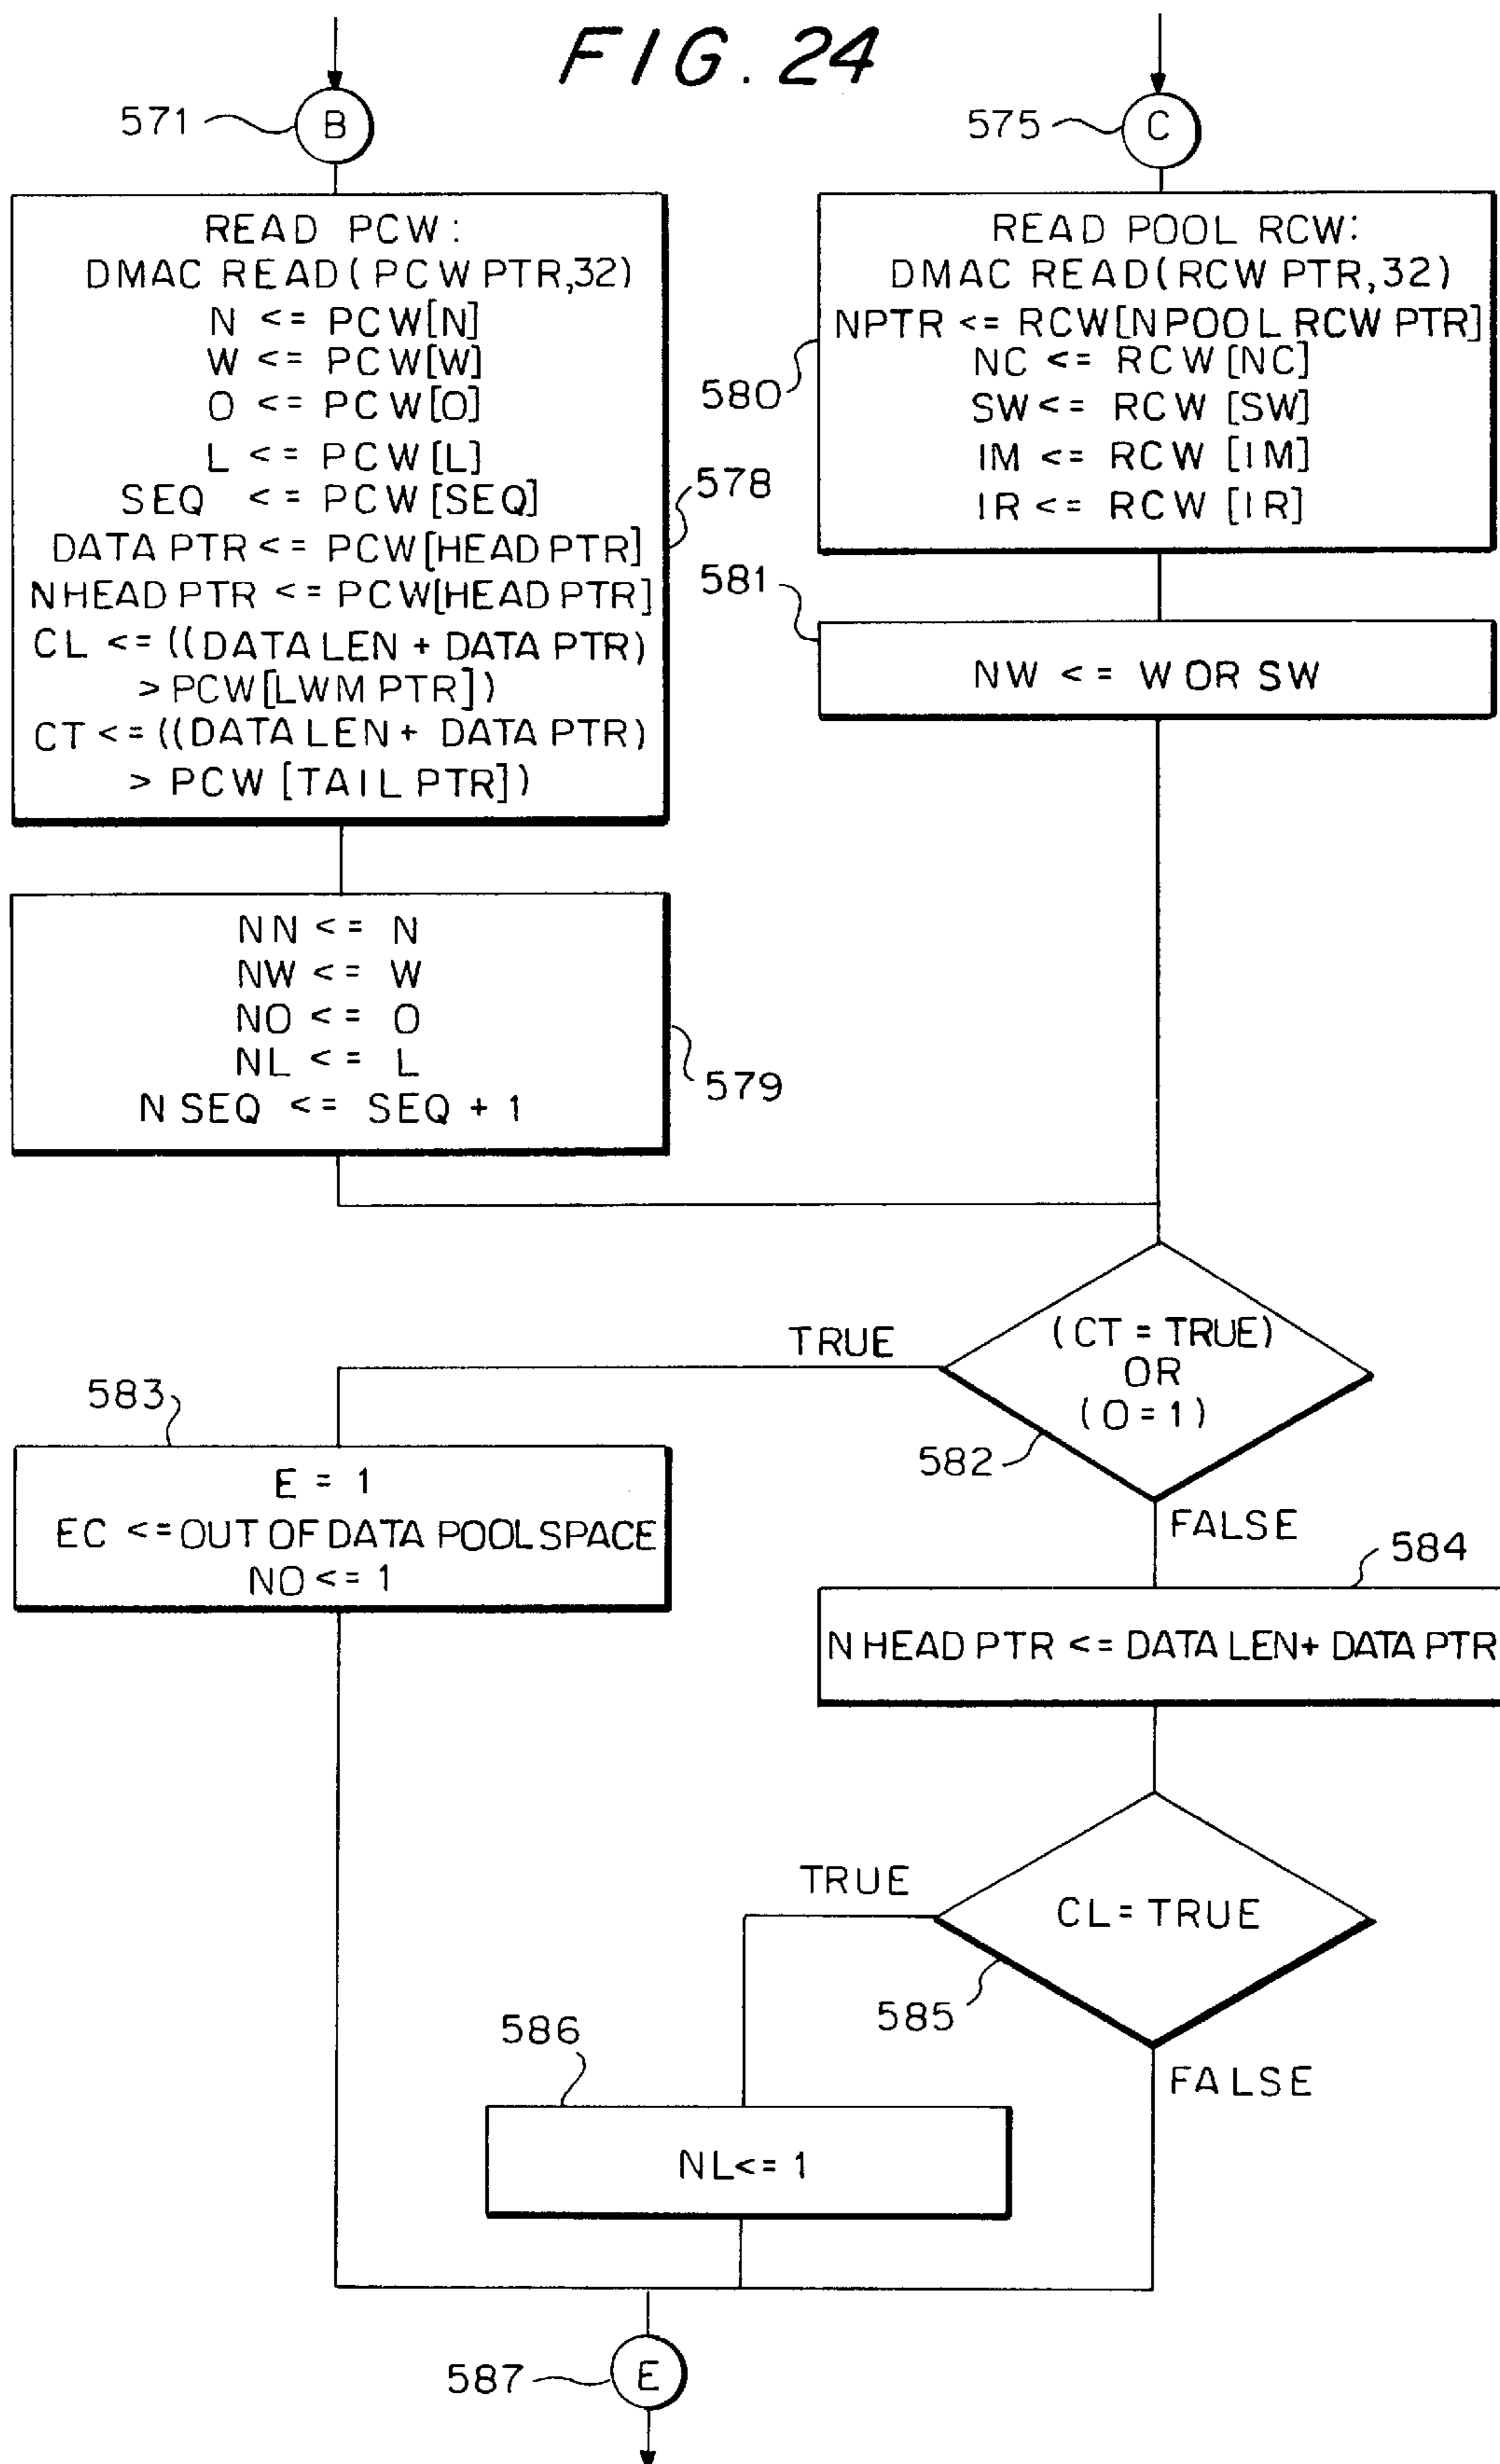 FIG. 24
571
B
READ PCW:
DMAC READ(PCW PTR,32)
N <= PCW[N]
W <= PCW[W]
O <= PCW[O]
L <= PCW[L]
SEQ <= PCW[SEQ]
DATA PTR <= PCW[HEAD PTR]
NHEAD PTR <= PCW[HEAD PTR]
CL <= ((DATA LEN + DATA PTR)
> PCW[LWM PTR])
CT <= ((DATA LEN + DATA PTR)
> PCW [TAIL PTR])
578
NN <= N
NW <= W
NO <= O
NL <= L
N SEQ <= SEQ + 1
579
575
C
READ POOL RCW:
DMAC READ(RCW PTR,32)
NPTR <= RCW[NPOOL RCW PTR]
NC <= RCW [NC]
SW <= RCW [SW]
IM <= RCW [IM]
IR <= RCW [IR]
580
581
NW <= W OR SW
(CT = TRUE)
OR
(O = 1)
582
TRUE
FALSE
583
E = 1
EC <= OUT OF DATA POOL SPACE
NO <= 1
584
N HEAD PTR <= DATA LEN + DATA PTR
CL = TRUE
585
TRUE
FALSE
586
NL <= 1
587
E